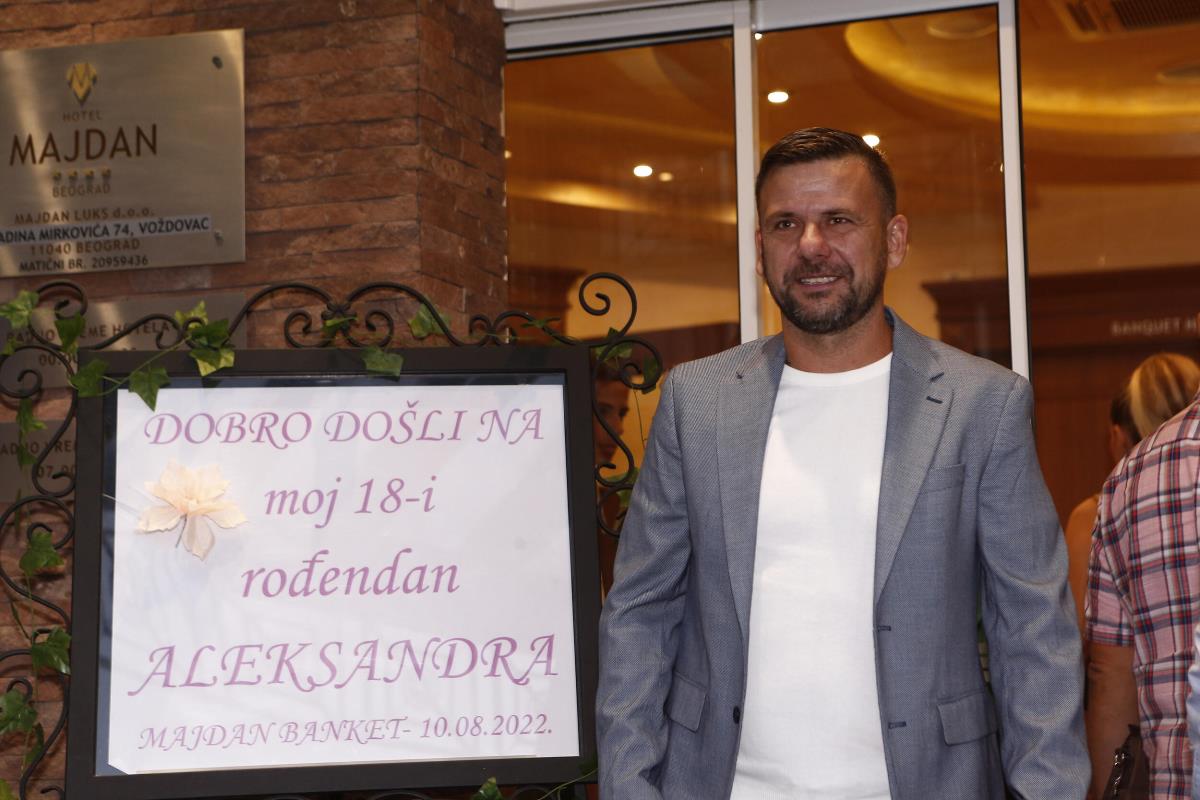 HOTEL
MAJDAN
BEOGRAD
MAJDAN LUKS d.o.o.
ADINA MIRKOVIĆA 74, VOŽDOVAC
11040 BEOGRAD
MATIČNI BR. 20959436
DOBRO DOŠLI NA
moj 18-i
rođendan
ALEKSANDRA
MAJDAN BANKET- 10.08.2022.
BANQUET